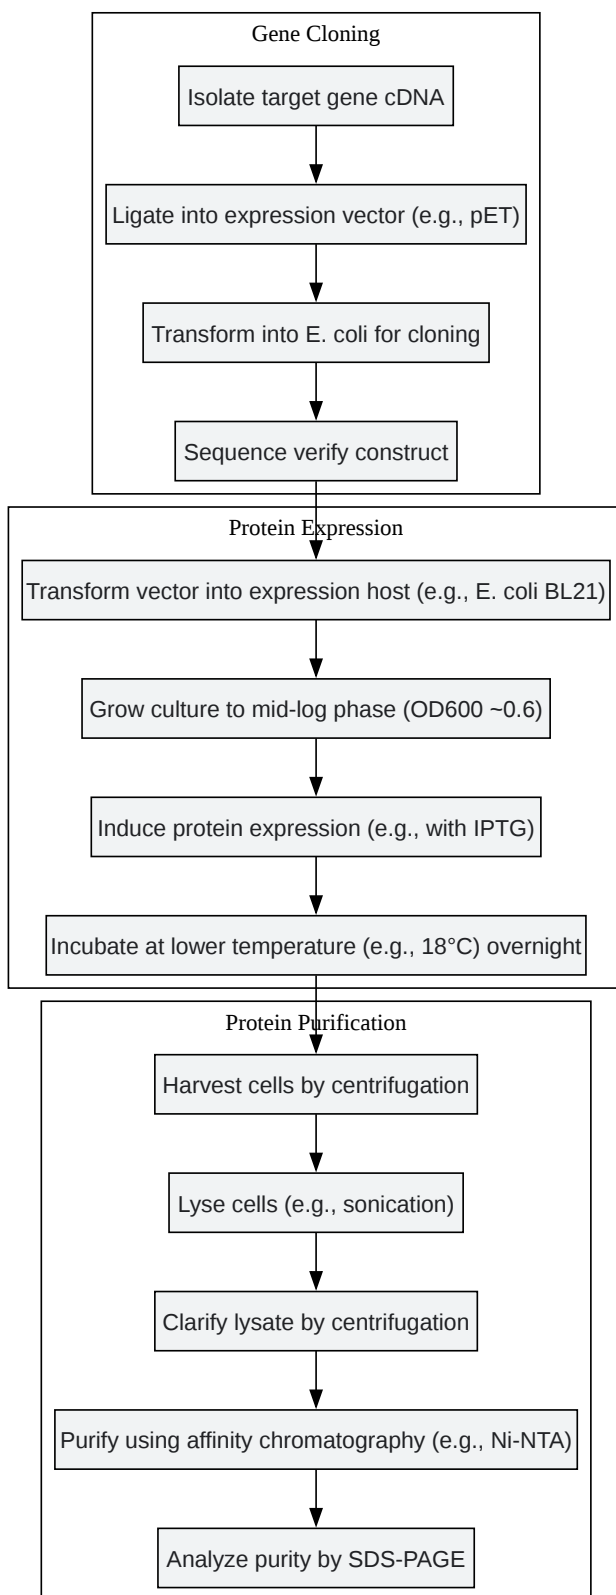 Gene Cloning
Isolate target gene cDNA
Ligate into expression vector (e.g., pET)
Transform into E. coli for cloning
Sequence verify construct
Protein Expression
Transform vector into expression host (e.g., E. coli BL21)
Grow culture to mid-log phase (OD600 ~0.6)
Induce protein expression (e.g., with IPTG)
Incubate at lower temperature (e.g., 18°C) overnight
Protein Purification
Harvest cells by centrifugation
Lyse cells (e.g., sonication)
Clarify lysate by centrifugation
Purify using affinity chromatography (e.g., Ni-NTA)
Analyze purity by SDS-PAGE